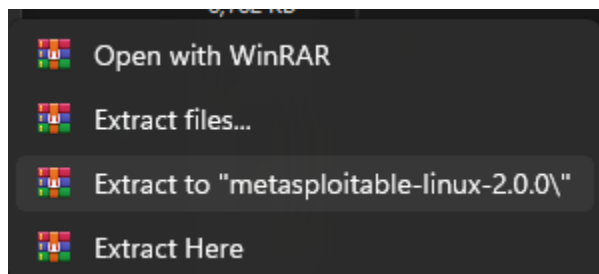 Open with WinRAR
Extract files...
Extract to "metasploitable-linux-2.0.0\"
Extract Here